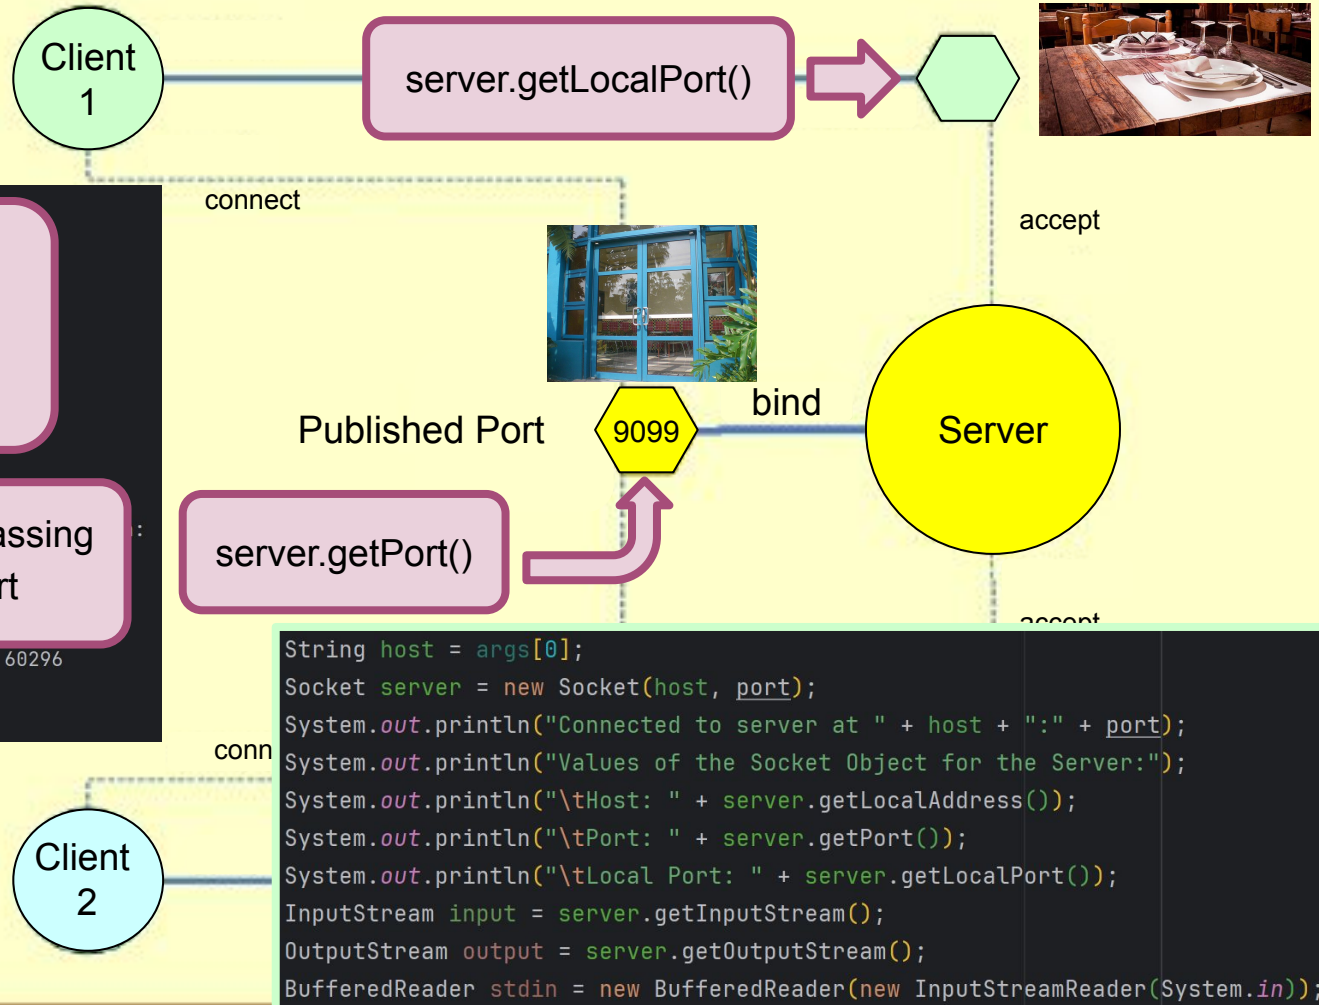 Client
1
server.getLocalPort()
connect
accept
Published Port
9099
bind
Server
server.getPort()
rt
60296
Client
2
String host = args[0];
Socket server = new Socket(host, port);
System.out.println("Connected to server at " + host + ":" + port);
System.out.println("Values of the Socket Object for the Server:");
System.out.println("\tHost: " + server.getLocalAddress());
System.out.println("\tPort: " + server.getPort());
System.out.println("\tLocal Port: " + server.getLocalPort());
InputStream input = server.getInputStream();
OutputStream output = server.getOutputStream();
BufferedReader stdin = new BufferedReader(new InputStreamReader(System.in));